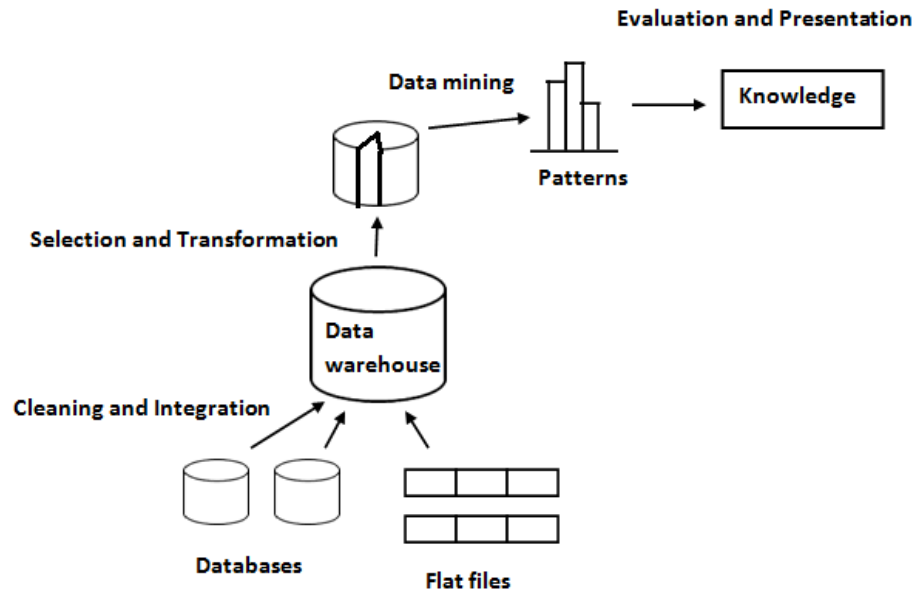 Evaluation and Presentation
Data mining
Knowledge
Patterns
Selection and Transformation
Data
warehouse
Cleaning and Integration
Databases
Flat files